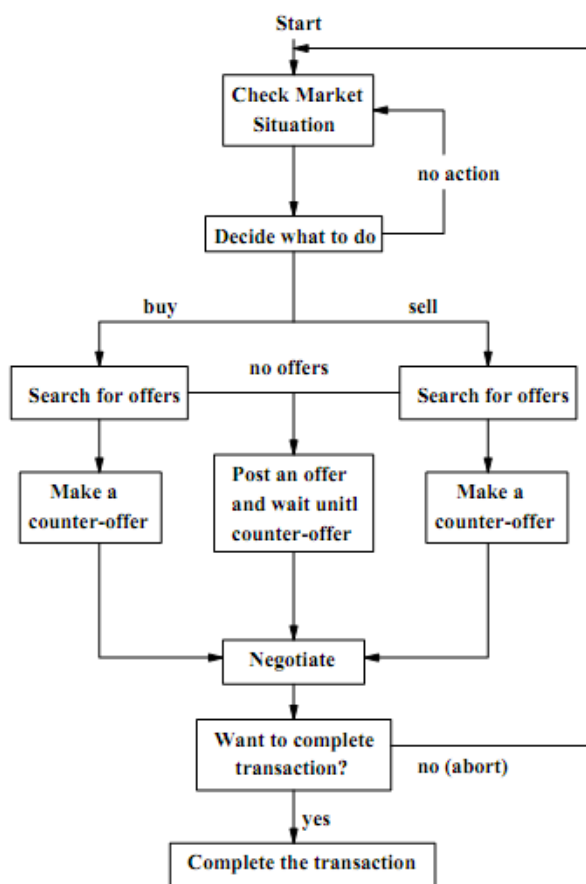 Start
Check Market
Situation
no action
Decide what to do
buy
sell
no offers
Search for offers
Search for offers
Make a
counter-offer
Post an offer
and wait unitl
counter-offer
Make a
counter-offer
Negotiate
Want to complete
transaction?
no (abort)
yes
Complete the transaction